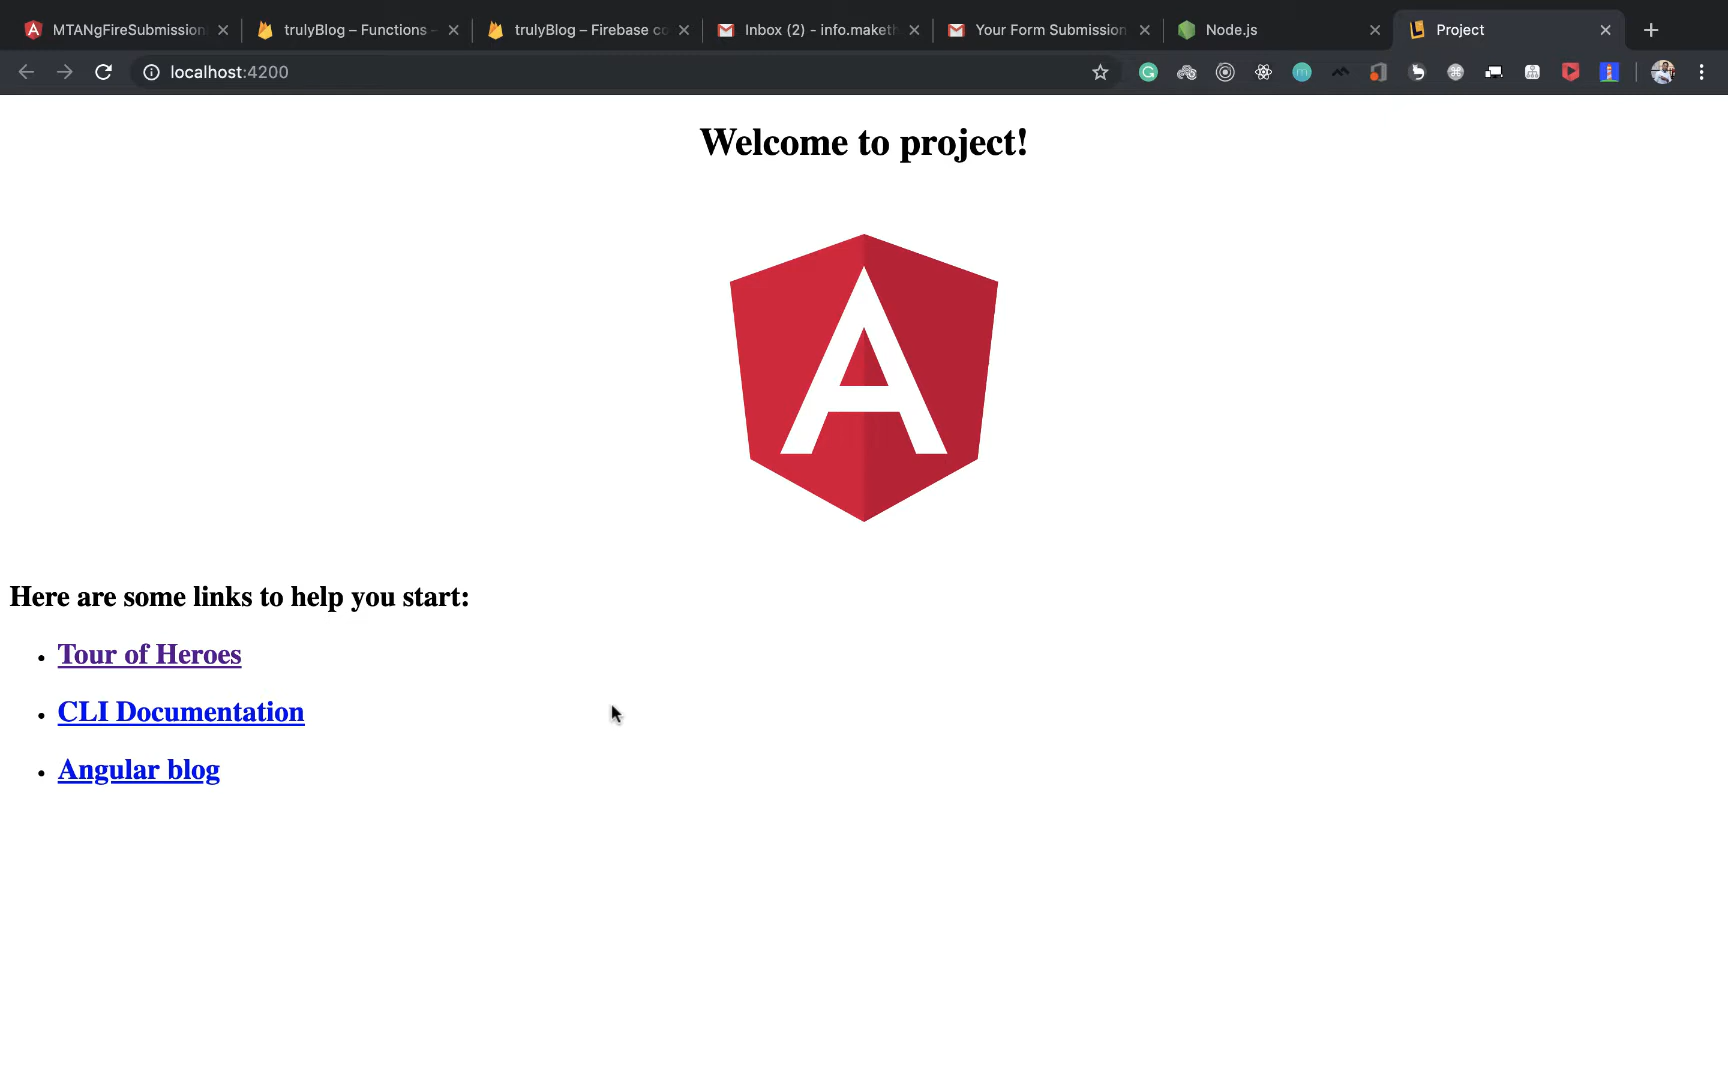 MTANgFireSubmission
trulyBlog – Functions –
trulyBlog – Firebase co
Inbox (2) - info.maketh
Your Form Submission
Node.js
Project
localhost:4200
Welcome to project!
A
Here are some links to help you start:
• Tour of Heroes
• CLI Documentation
• Angular blog